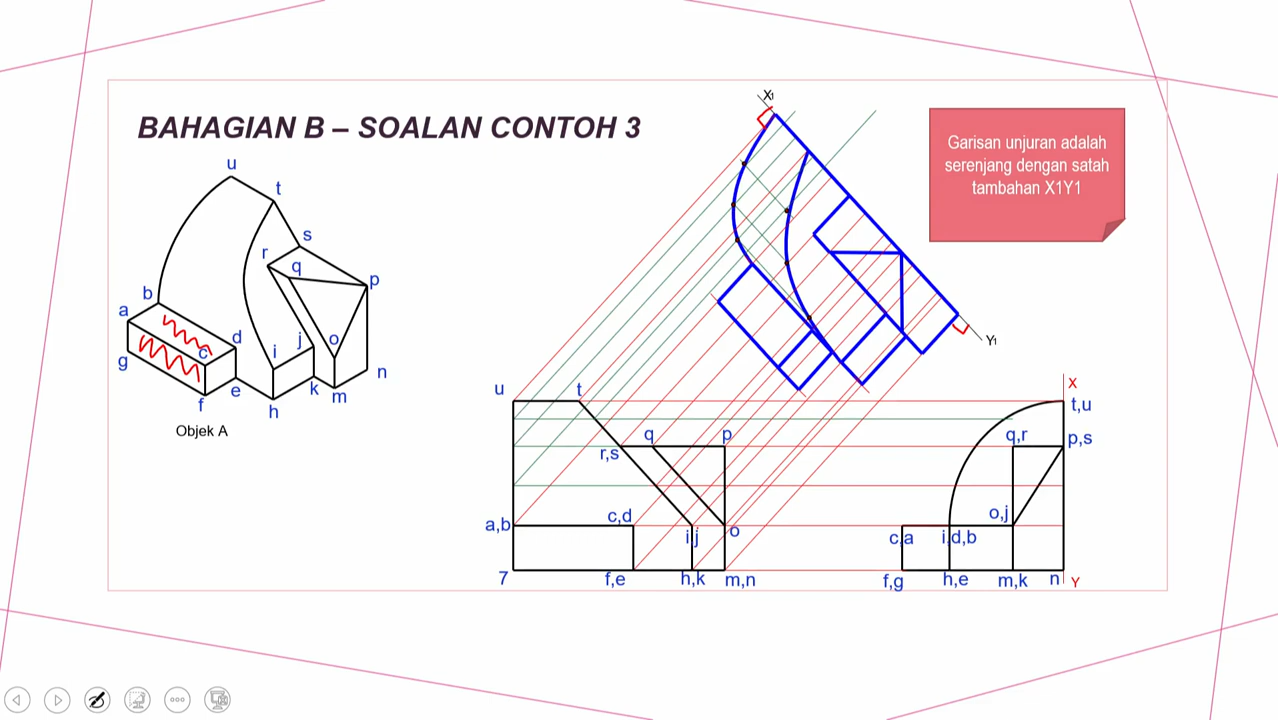 BAHAGIAN B – SOALAN CONTOH 3
Garisan unjuran adalah
serenjang dengan satah
tambahan X1Y1
X1
Y1
u
t
s
r
q
p
b
a
d
c
i
j
o
g
e
f
h
k
m
n
Objek A
u
t
q
p
r,s
a,b
c,d
i,j
o
7
f,e
h,k
m,n
X
t,u
q,r
p,s
o,j
c,a
i,d,b
f,g
h,e
m,k
n
Y